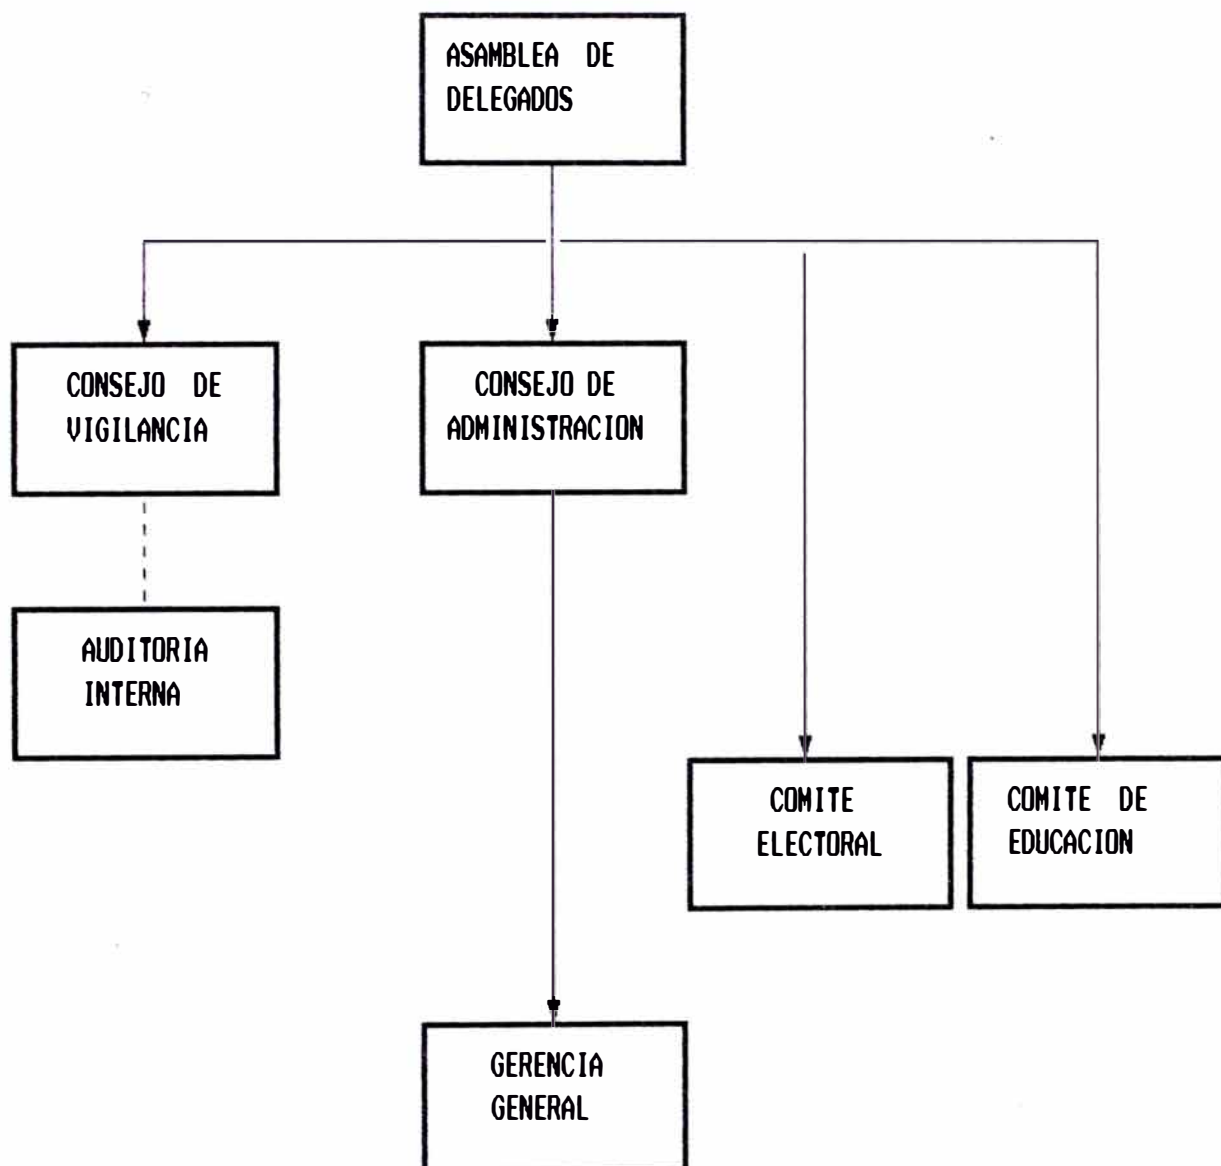 ASAMBLEA DE
DELEGADOS
CONSEJO DE
VIGILANCIA
CONSEJO DE
ADMINISTRACION
AUDITORIA
INTERNA
COMITE
ELECTORAL
COMITE DE
EDUCACION
GERENCIA
GENERAL